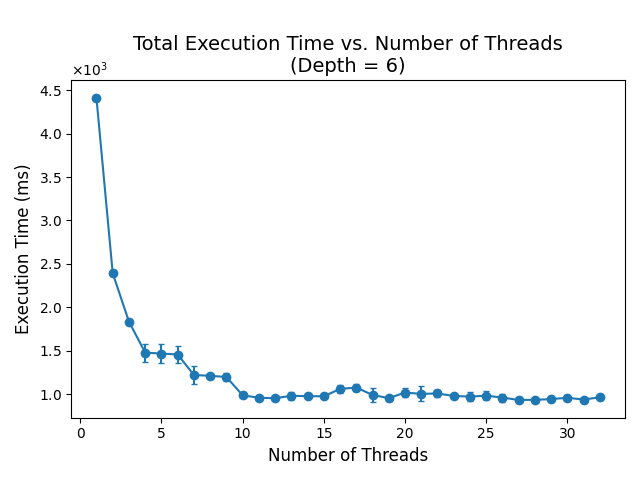 Total Execution Time vs. Number of Threads
(Depth = 6)
×10³
Execution Time (ms)
4.5
4.0
3.5
3.0
2.5
2.0
1.5
1.0
0 5 10 15 20 25 30
Number of Threads